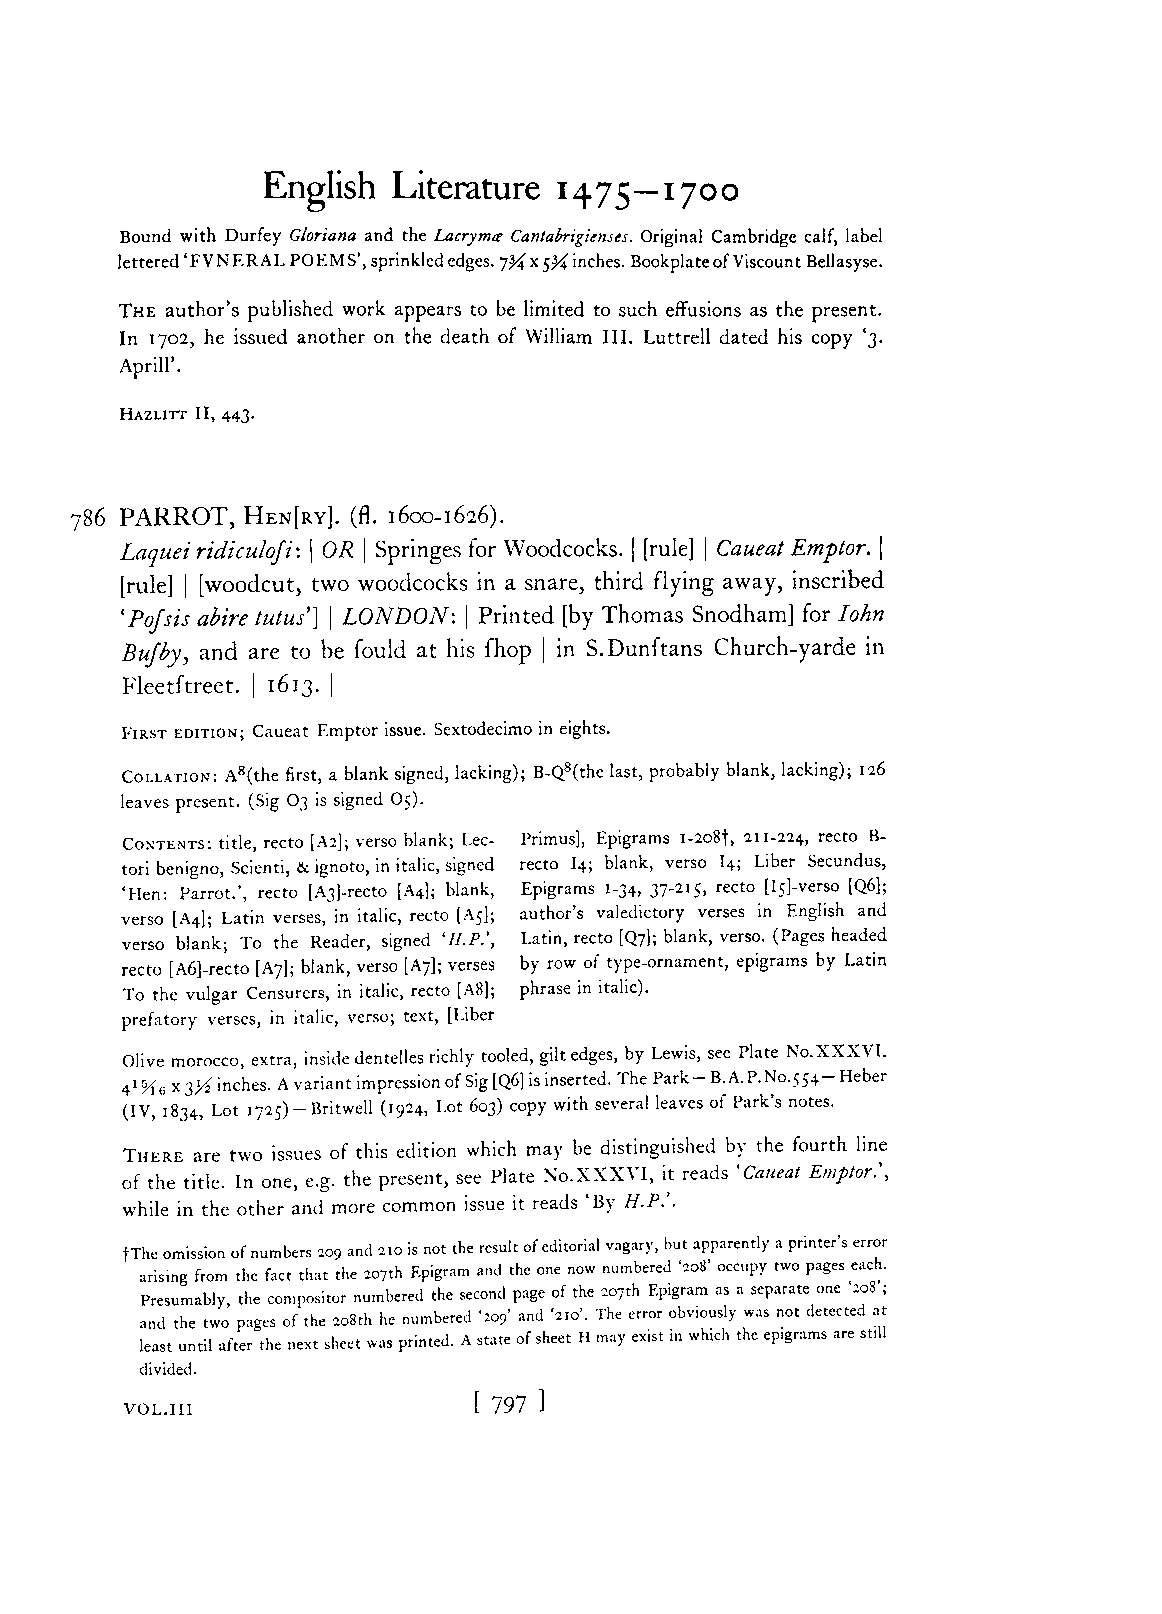 English Literature 1475—1700
Bound with Durfey Gloriana and the Lacrymæ Cantabrigienses. Original Cambridge calf, label
lettered ‘FVNERAL POEMS’, sprinkled edges. 7¾ x 5¾ inches. Bookplate of Viscount Bellasyse.
THE author's published work appears to be limited to such effusions as the present.
In 1702, he issued another on the death of William III. Luttrell dated his copy ‘3.
Aprill’.
HAZLITT II, 443.
786 PARROT, HEN[RY]. (fl. 1600-1626).
Laquei ridiculoſi: | OR | Springes for Woodcocks. | [rule] | Caueat Emptor. |
[rule] | [woodcut, two woodcocks in a snare, third flying away, inscribed
‘Poſsis abire tutus’] | LONDON: | Printed [by Thomas Snodham] for Iohn
Buſby, and are to be ſould at his ſhop | in S.Dunſtans Church-yarde in
Fleetſtreet. | 1613. |
FIRST EDITION; Caueat Emptor issue. Sextodecimo in eights.
COLLATION: A⁸(the first, a blank signed, lacking); B-Q⁸(the last, probably blank, lacking); 126
leaves present. (Sig O3 is signed O5).
CONTENTS: title, recto [A2]; verso blank; Lec-
tori benigno, Scienti, & ignoto, in italic, signed
‘Hen: Parrot.’, recto [A3]-recto [A4]; blank,
verso [A4]; Latin verses, in italic, recto [A5];
verso blank; To the Reader, signed ‘H.P.’,
recto [A6]-recto [A7]; blank, verso [A7]; verses
To the vulgar Censurers, in italic, recto [A8];
prefatory verses, in italic, verso; text, [Liber
Primus], Epigrams 1-208†, 211-224, recto B-
recto I4; blank, verso I4; Liber Secundus,
Epigrams 1-34, 37-215, recto [I5]-verso [Q6];
author's valedictory verses in English and
Latin, recto [Q7]; blank, verso. (Pages headed
by row of type-ornament, epigrams by Latin
phrase in italic).
Olive morocco, extra, inside dentelles richly tooled, gilt edges, by Lewis, see Plate No.XXXVI.
4¹⁵⁄₁₆ x 3½ inches. A variant impression of Sig [Q6] is inserted. The Park—B.A.P. No.554—Heber
(IV, 1834, Lot 1725)—Britwell (1924, Lot 603) copy with several leaves of Park's notes.
THERE are two issues of this edition which may be distinguished by the fourth line
of the title. In one, e.g. the present, see Plate No.XXXVI, it reads ‘Caueat Emptor.’,
while in the other and more common issue it reads ‘By H.P.’.
†The omission of numbers 209 and 210 is not the result of editorial vagary, but apparently a printer's error
arising from the fact that the 207th Epigram and the one now numbered ‘208’ occupy two pages each.
Presumably, the compositor numbered the second page of the 207th Epigram as a separate one ‘208’;
and the two pages of the 208th he numbered ‘209’ and ‘210’. The error obviously was not detected at
least until after the next sheet was printed. A state of sheet H may exist in which the epigrams are still
divided.
VOL.III
[ 797 ]